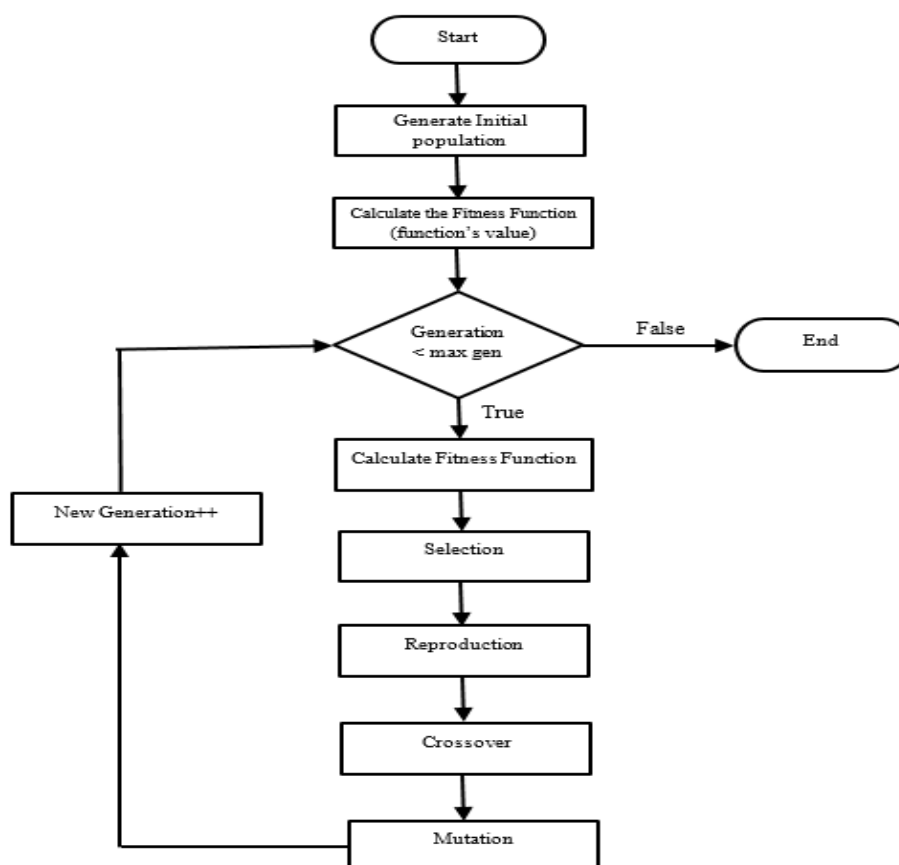 Start
Generate Initial
population
Calculate the Fitness Function
(function's value)
Generation
< max gen
False
End
True
Calculate Fitness Function
New Generation++
Selection
Reproduction
Crossover
Mutation